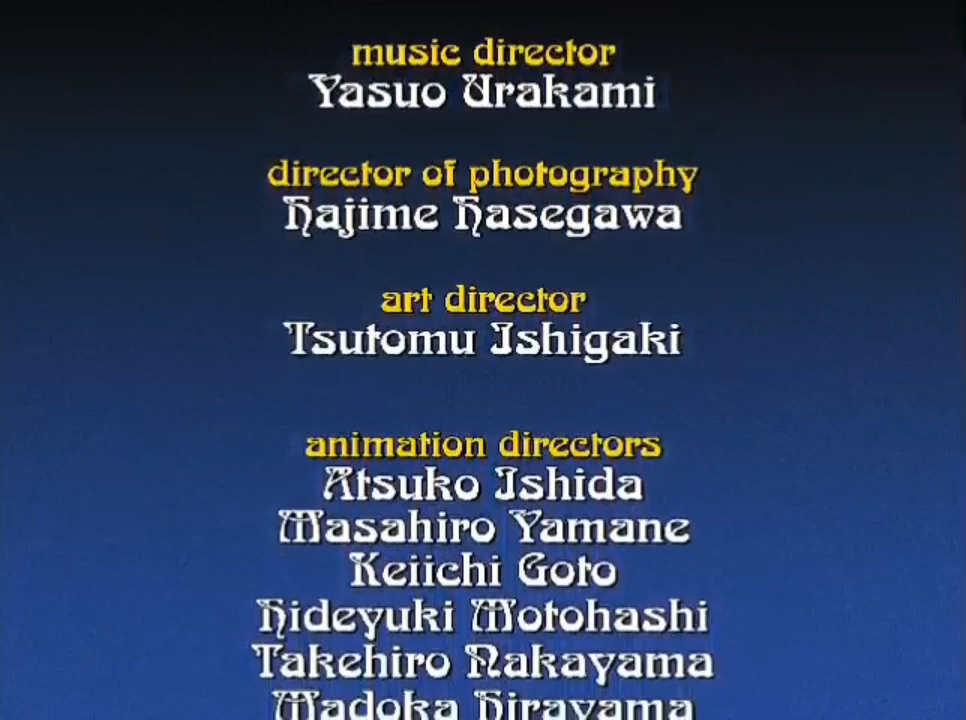 music director
Yasuo Urakami
director of photography
Hajime Hasegawa
art director
Tsutomu Ishigaki
animation directors
Atsuko Ishida
Masahiro Yamane
Keiichi Goto
Hideyuki Motohashi
Takehiro Nakayama
Madoka Hirayama